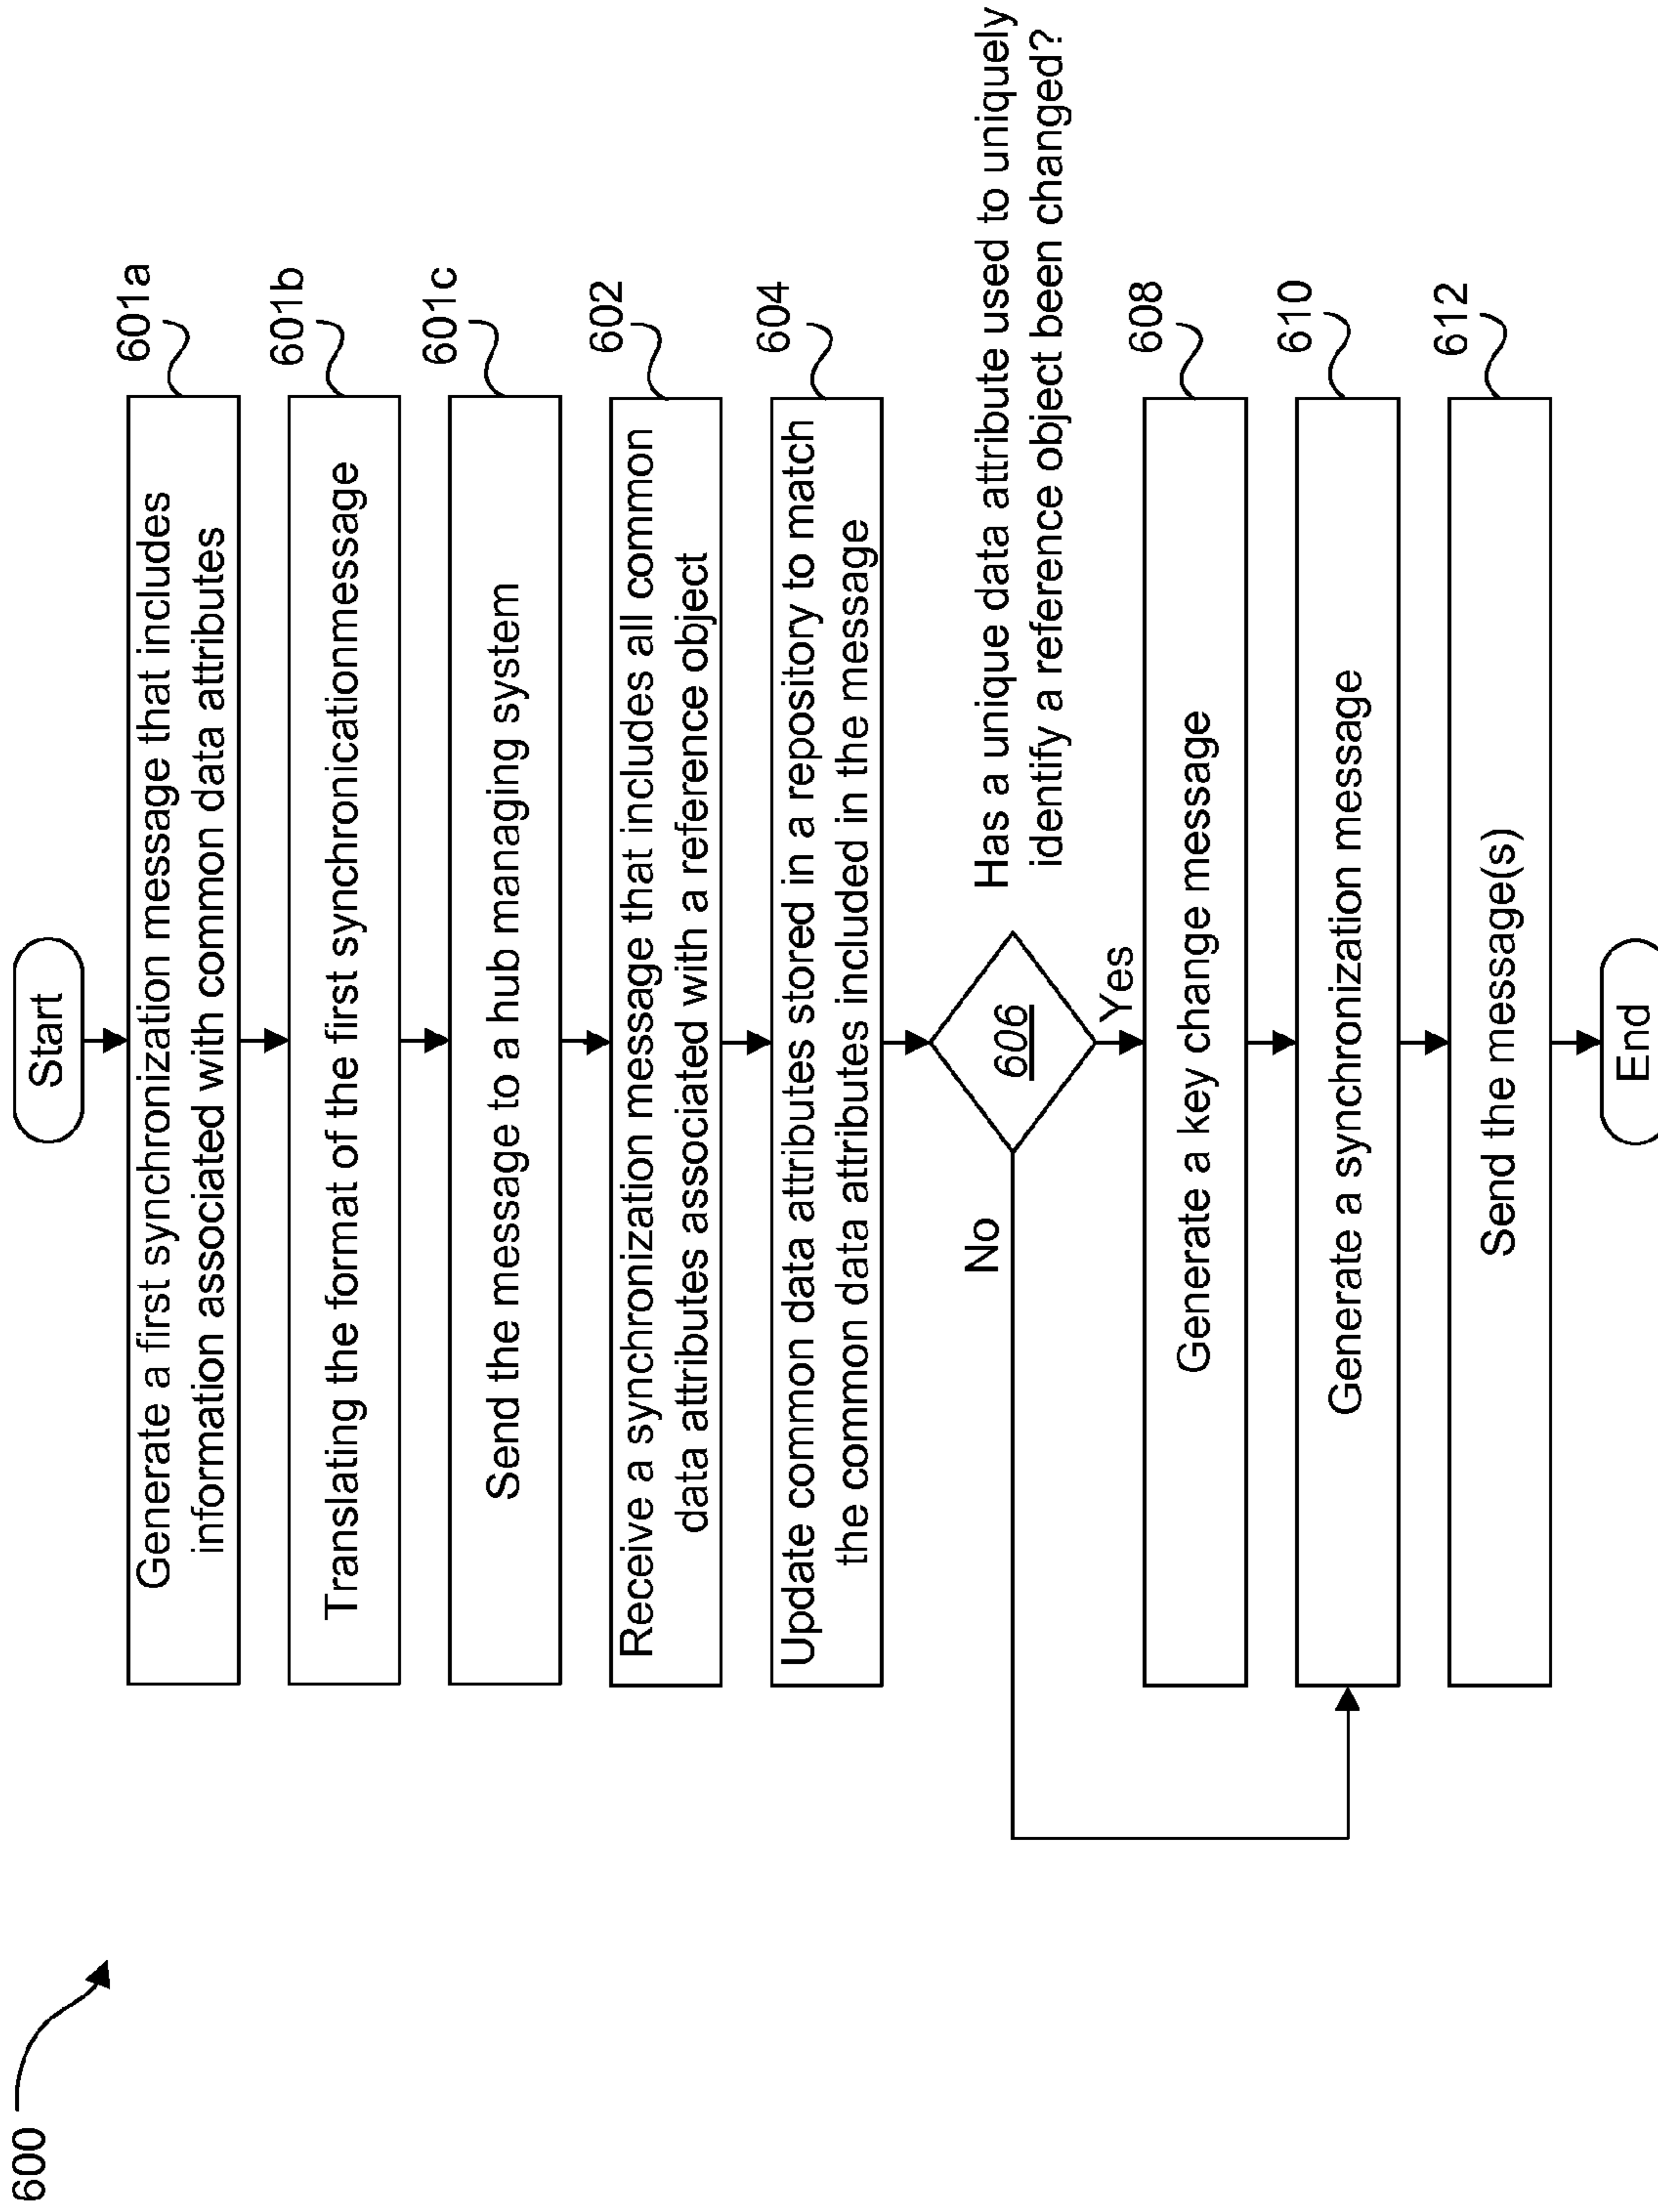 600
Start
Generate a first synchronization message that includes
information associated with common data attributes
601a
Translating the format of the first synchronicationmessage
601b
Send the message to a hub managing system
601c
Receive a synchronization message that includes all common
data attributes associated with a reference object
602
Update common data attributes stored in a repository to match
the common data attributes included in the message
604
606
Has a unique data attribute used to uniquely
identify a reference object been changed?
No
Yes
Generate a key change message
608
Generate a synchronization message
610
Send the message(s)
612
End